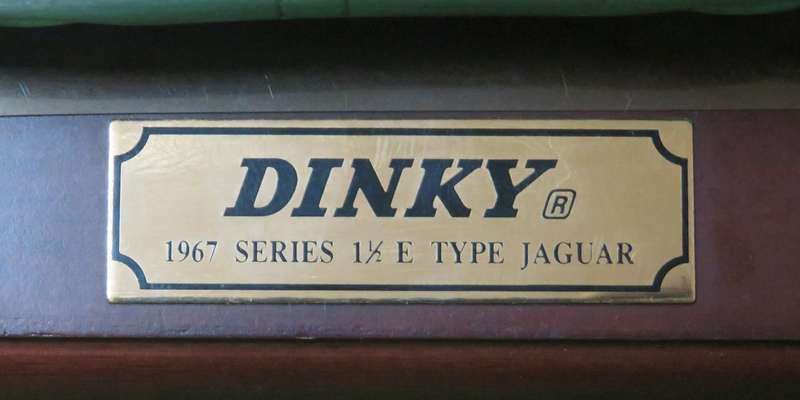 DINKY ®
1967 SERIES 1½ E TYPE JAGUAR